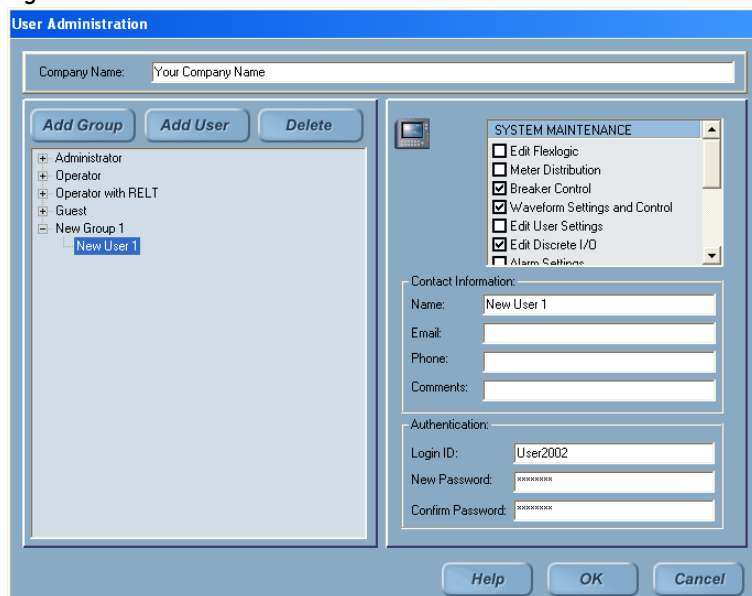 User Administration
Company Name: Your Company Name
Add Group Add User Delete
Administrator
Operator
Operator with RELT
Guest
New Group 1
New User 1
SYSTEM MAINTENANCE
Edit Flexlogic
Meter Distribution
Breaker Control
Waveform Settings and Control
Edit User Settings
Edit Discrete I/O
Alarm Settings
Contact Information:
Name: New User 1
Email:
Phone:
Comments:
Authentication:
Login ID: User2002
New Password: ××××××××
Confirm Password: ××××××××
Help OK Cancel